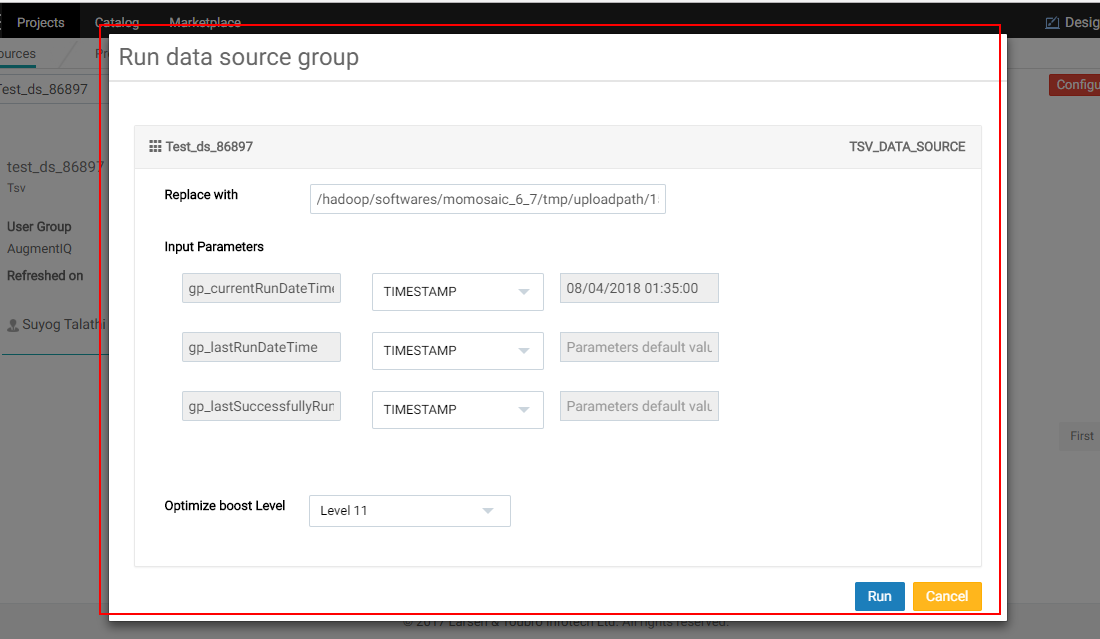 Projects Catalog Marketplace Desig
ources Pr
Run data source group
Test_ds_86897 Configu
Test_ds_86897 TSV_DATA_SOURCE
test_ds_86897
Tsv
Replace with /hadoop/softwares/momosaic_6_7/tmp/uploadpath/1
User Group
AugmentIQ
Input Parameters
Refreshed on
gp_currentRunDateTime TIMESTAMP 08/04/2018 01:35:00
Suyog Talathi
gp_lastRunDateTime TIMESTAMP Parameters default valu
gp_lastSuccessfullyRun TIMESTAMP Parameters default valu
First
Optimize boost Level Level 11
Run Cancel
© 2017 Larsen & Toubro Infotech Ltd. All rights reserved.